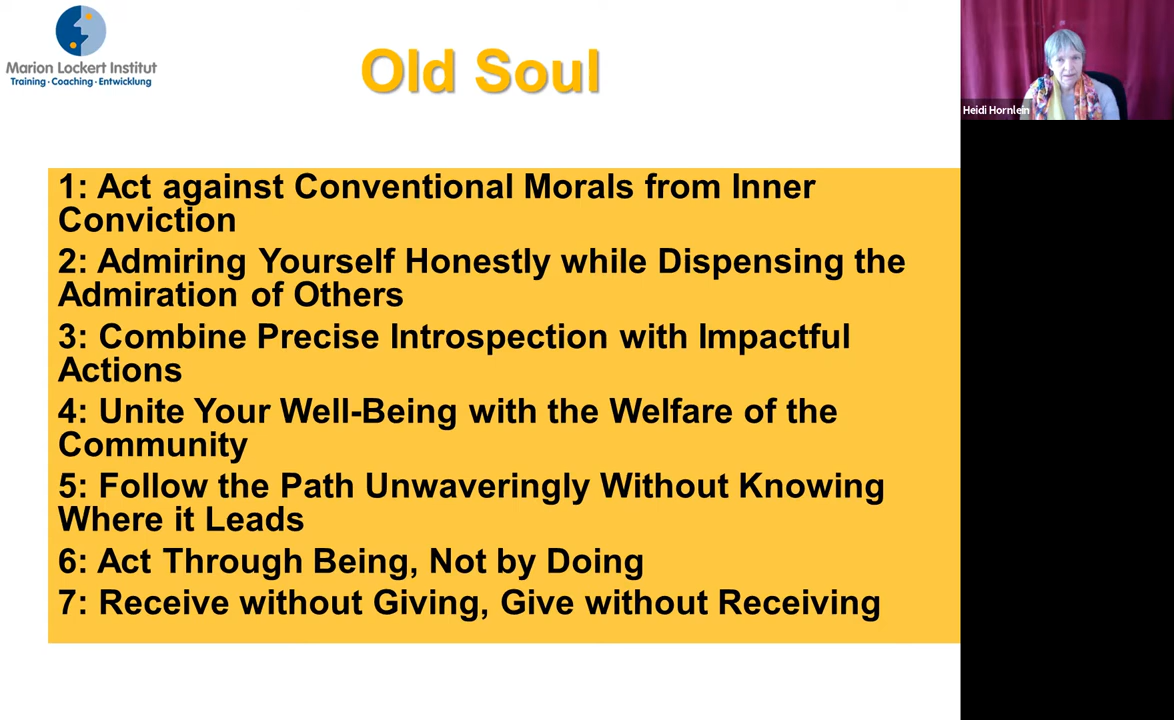 Marion Lockert Institut
Training · Coaching · Entwicklung
Old Soul
Heidi Hornlein
1: Act against Conventional Morals from Inner
Conviction
2: Admiring Yourself Honestly while Dispensing the
Admiration of Others
3: Combine Precise Introspection with Impactful
Actions
4: Unite Your Well-Being with the Welfare of the
Community
5: Follow the Path Unwaveringly Without Knowing
Where it Leads
6: Act Through Being, Not by Doing
7: Receive without Giving, Give without Receiving